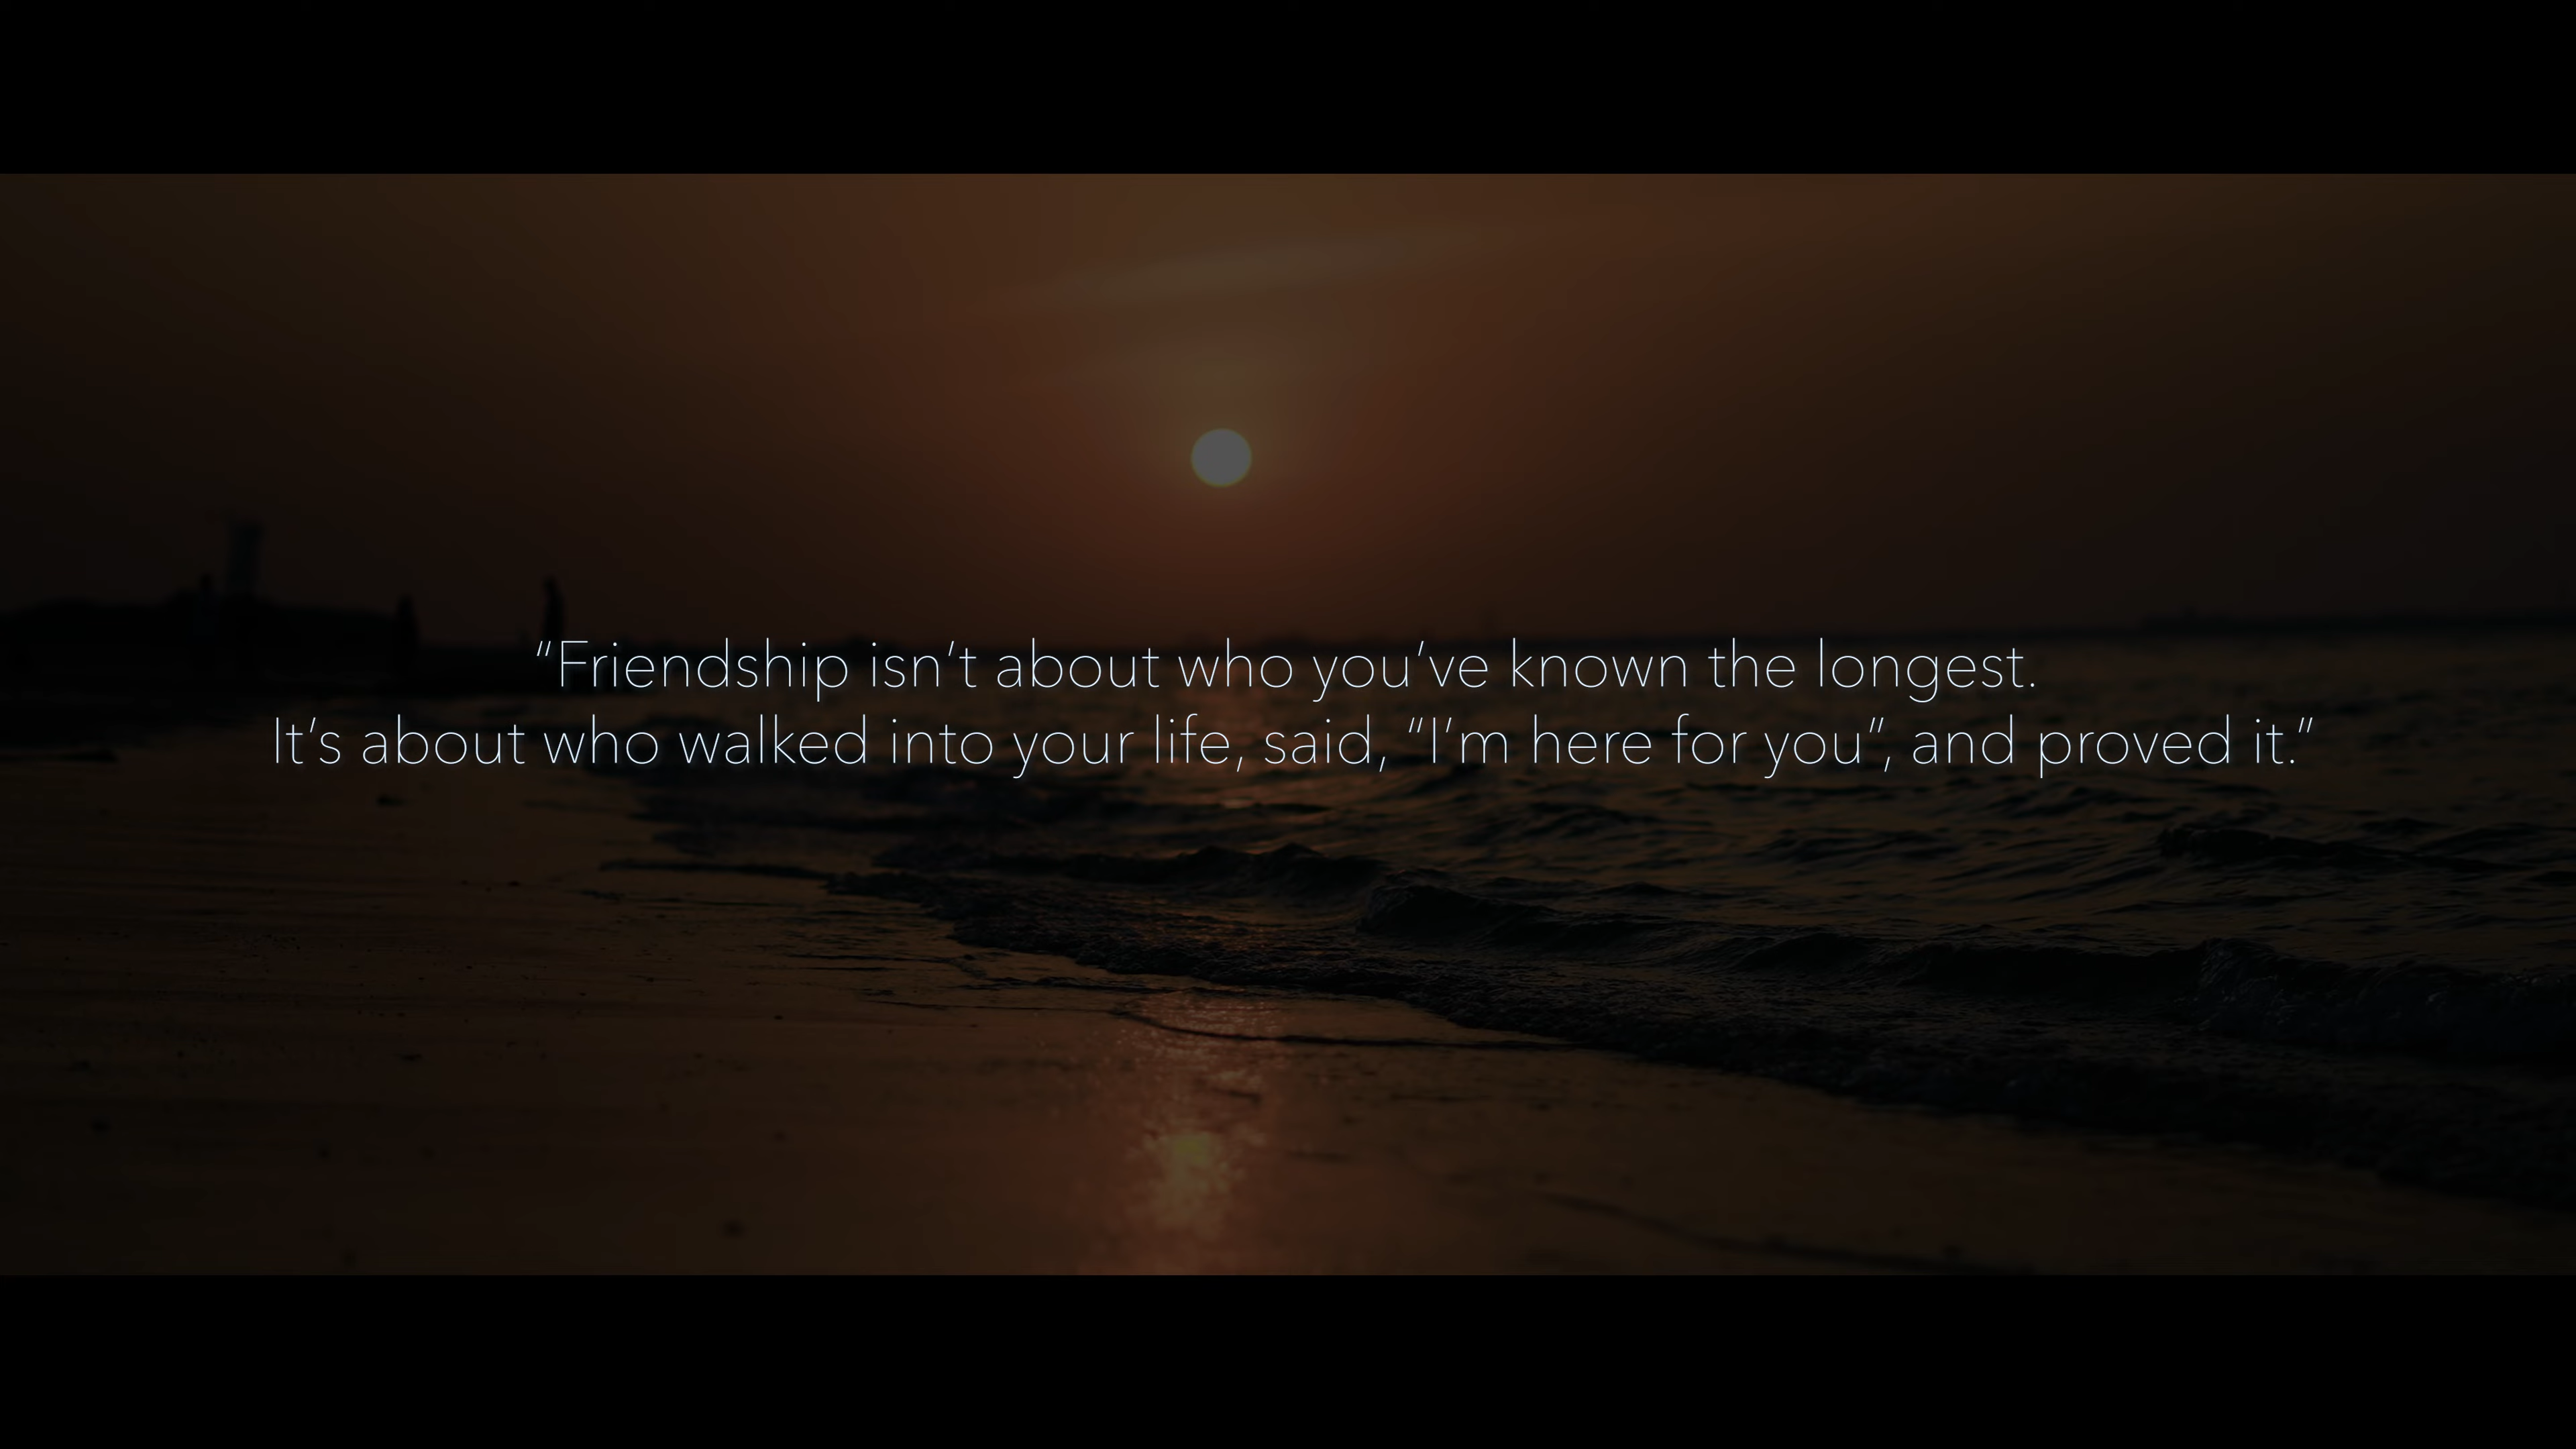 “Friendship isn’t about who you’ve known the longest.
It’s about who walked into your life, said, “I’m here for you”, and proved it.”